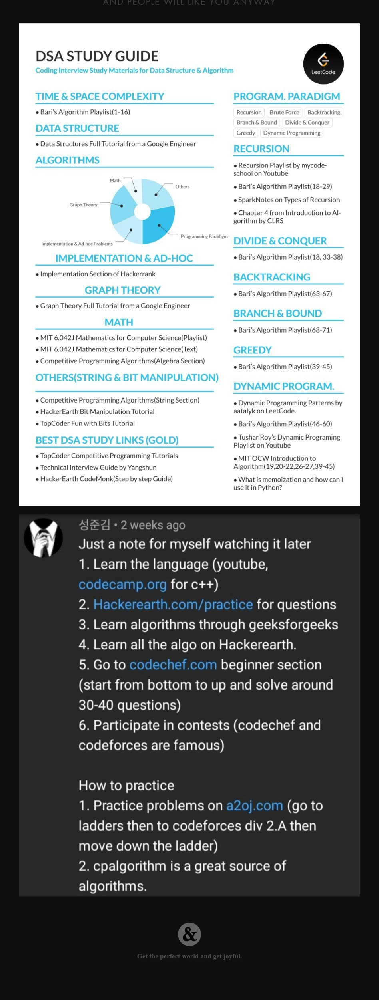 AND PEOPLE WILL LIKE YOU ANYWAY
DSA STUDY GUIDE
Coding Interview Study Materials for Data Structure & Algorithm
LeetCode
TIME & SPACE COMPLEXITY
• Bari's Algorithm Playlist(1-16)
DATA STRUCTURE
• Data Structures Full Tutorial from a Google Engineer
ALGORITHMS
Math
Others
Graph Theory
Programming Paradigm
Implementation & Ad-hoc Problems
IMPLEMENTATION & AD-HOC
• Implementation Section of Hackerrank
GRAPH THEORY
• Graph Theory Full Tutorial from a Google Engineer
MATH
• MIT 6.042J Mathematics for Computer Science(Playlist)
• MIT 6.042J Mathematics for Computer Science(Text)
• Competitive Programming Algorithms(Algebra Section)
OTHERS(STRING & BIT MANIPULATION)
• Competitive Programming Algorithms(String Section)
• HackerEarth Bit Manipulation Tutorial
• TopCoder Fun with Bits Tutorial
BEST DSA STUDY LINKS (GOLD)
• TopCoder Competitive Programming Tutorials
• Technical Interview Guide by Yangshun
• HackerEarth CodeMonk(Step by step Guide)
PROGRAM. PARADIGM
Recursion Brute Force Backtracking
Branch & Bound Divide & Conquer
Greedy Dynamic Programming
RECURSION
• Recursion Playlist by mycode-
school on Youtube
• Bari's Algorithm Playlist(18-29)
• SparkNotes on Types of Recursion
• Chapter 4 from Introduction to Al-
gorithm by CLRS
DIVIDE & CONQUER
• Bari's Algorithm Playlist(18, 33-38)
BACKTRACKING
• Bari's Algorithm Playlist(63-67)
BRANCH & BOUND
• Bari's Algorithm Playlist(68-71)
GREEDY
• Bari's Algorithm Playlist(39-45)
DYNAMIC PROGRAM.
• Dynamic Programming Patterns by
aatalyk on LeetCode.
• Bari's Algorithm Playlist(46-60)
• Tushar Roy's Dynamic Programing
Playlist on Youtube
• MIT OCW Introduction to
Algorithm(19,20-22,26-27,39-45)
• What is memoization and how can I
use it in Python?
성준김 • 2 weeks ago
Just a note for myself watching it later
1. Learn the language (youtube,
codecamp.org for c++)
2. Hackerearth.com/practice for questions
3. Learn algorithms through geeksforgeeks
4. Learn all the algo on Hackerearth.
5. Go to codechef.com beginner section
(start from bottom to up and solve around
30-40 questions)
6. Participate in contests (codechef and
codeforces are famous)
How to practice
1. Practice problems on a2oj.com (go to
ladders then to codeforces div 2.A then
move down the ladder)
2. cpalgorithm is a great source of
algorithms.
&
Get the perfect world and get joyful.